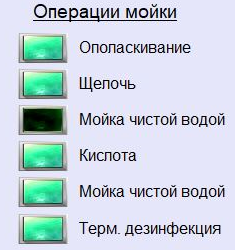 Операции мойки
Ополаскивание
Щелочь
Мойка чистой водой
Кислота
Мойка чистой водой
Терм. дезинфекция